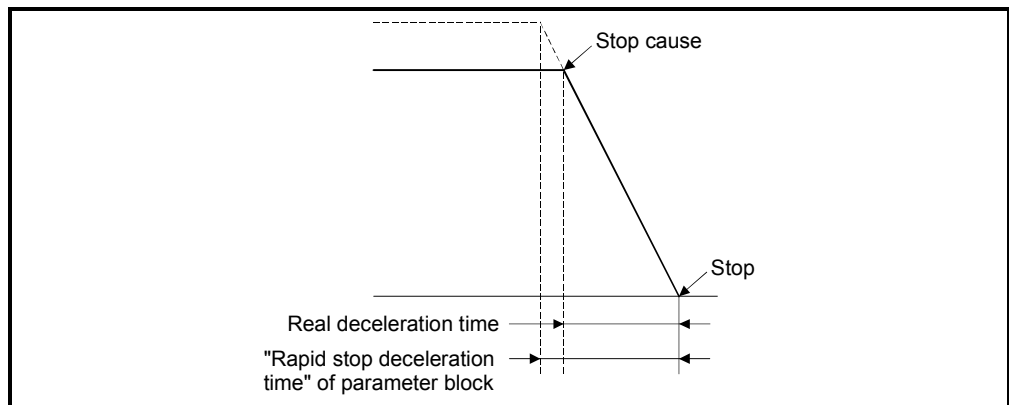 Stop cause
Stop
Real deceleration time
"Rapid stop deceleration
time" of parameter block